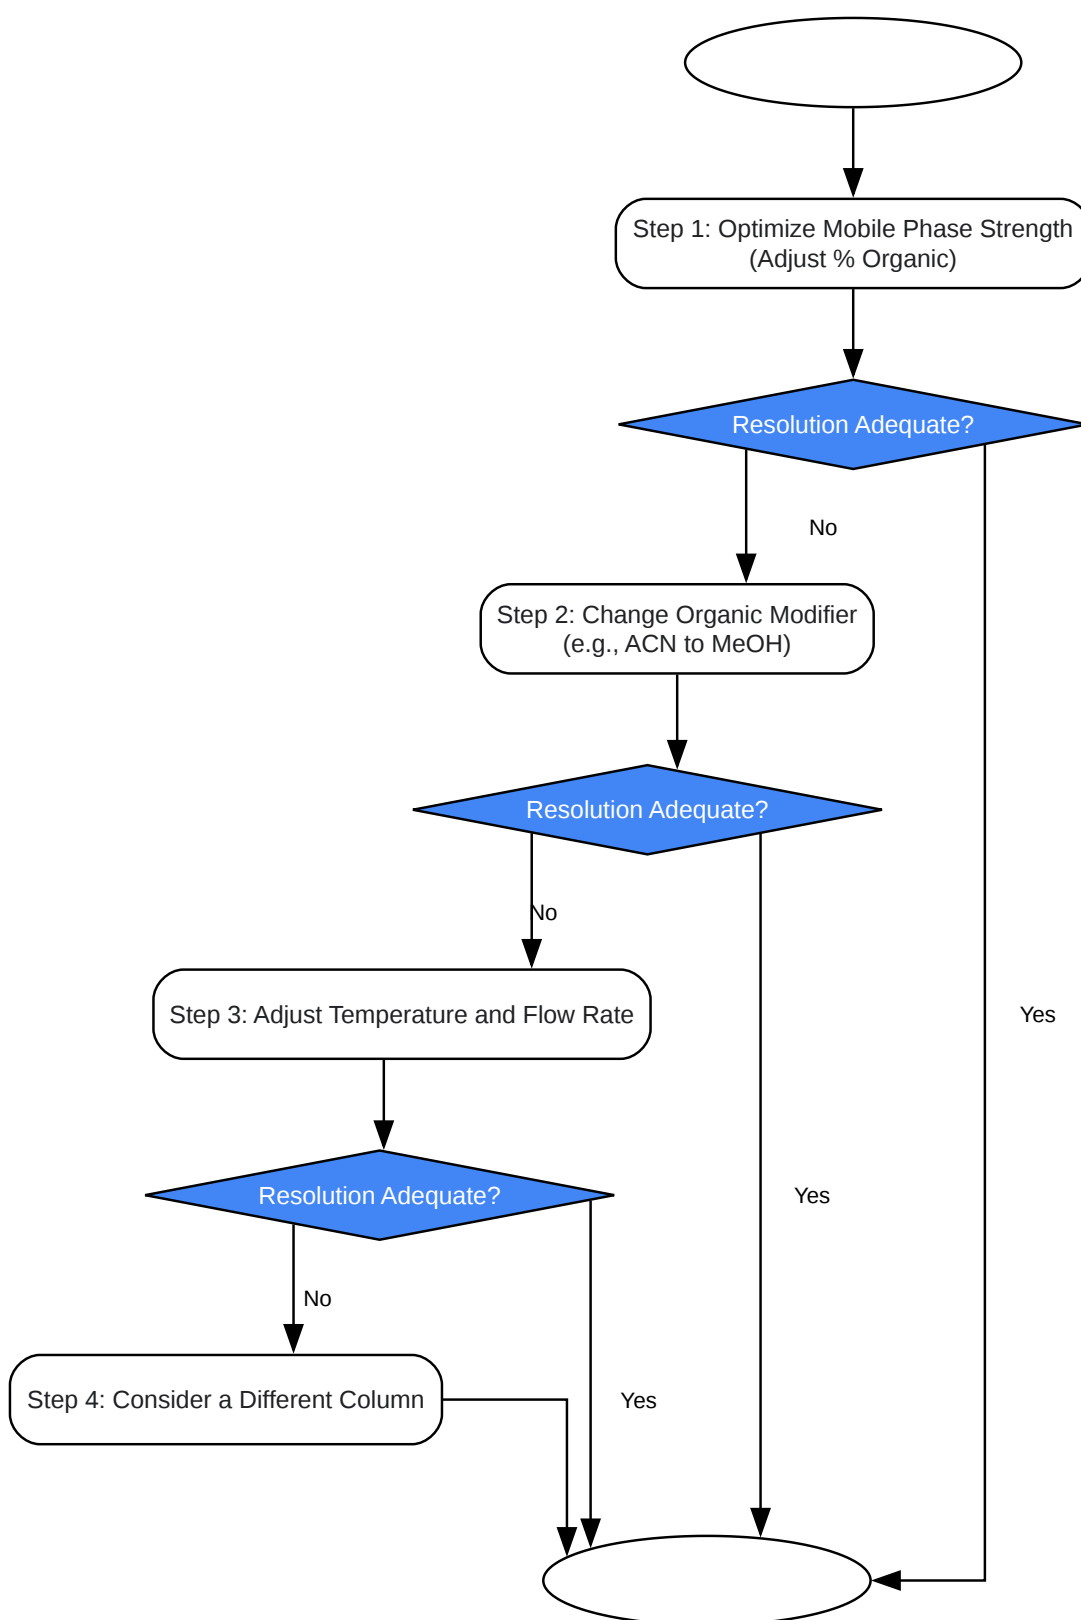 Step 1: Optimize Mobile Phase Strength
(Adjust % Organic)
Resolution Adequate?
No
Step 2: Change Organic Modifier
(e.g., ACN to MeOH)
Resolution Adequate?
No
Step 3: Adjust Temperature and Flow Rate
Yes
Resolution Adequate?
Yes
No
Step 4: Consider a Different Column
Yes